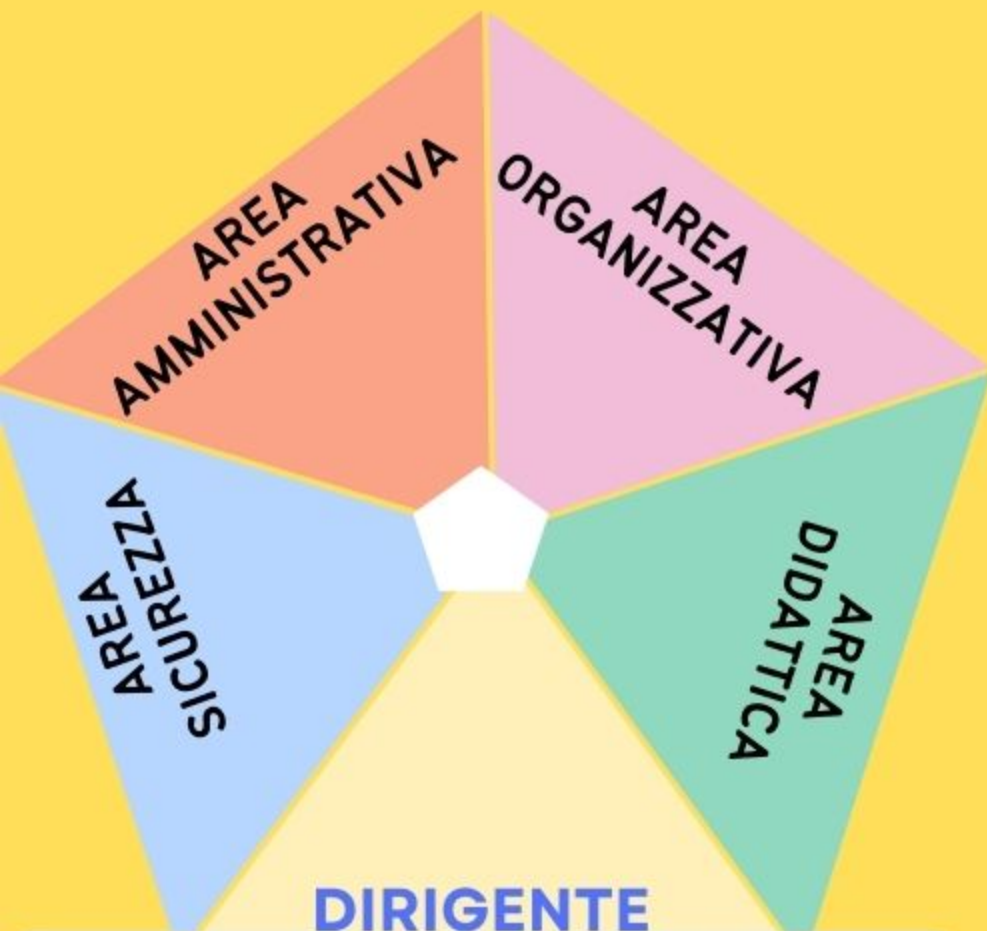 AREA
AMMINISTRATIVA
AREA
ORGANIZZATIVA
AREA
SICUREZZA
AREA
DIDATTICA
DIRIGENTE